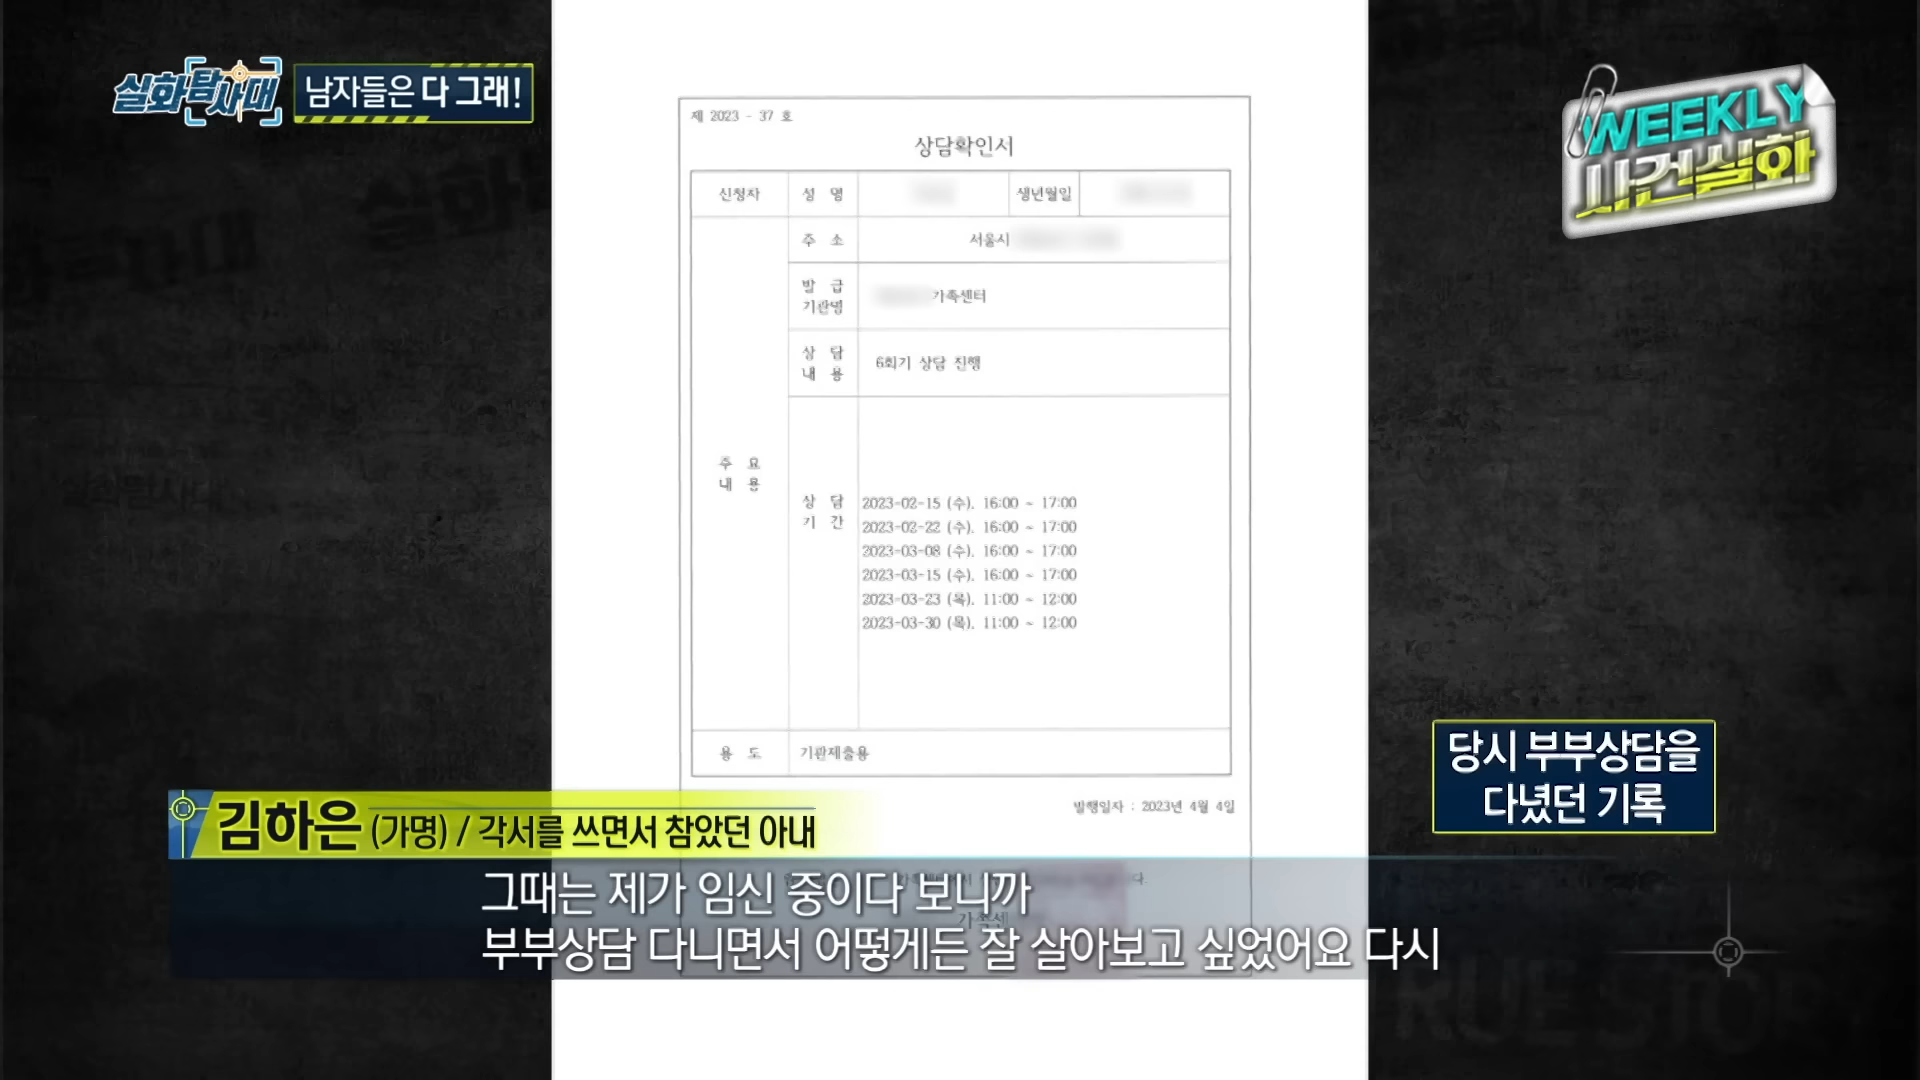 실화탐사대
남자들은 다 그래!
WEEKLY
사건실화
제 2023 - 37 호
상담확인서
신청자
성 명
생년월일
주 소
서울시
발 급
기관명
가족센터
상 담
내 용
6회기 상담 진행
주 요
내 용
상 담
기 간
2023-02-15 (수), 16:00 ~ 17:00
2023-02-22 (수), 16:00 ~ 17:00
2023-03-08 (수), 16:00 ~ 17:00
2023-03-15 (수), 16:00 ~ 17:00
2023-03-23 (목), 11:00 ~ 12:00
2023-03-30 (목), 11:00 ~ 12:00
용 도
기관제출용
발행일자 : 2023년 4월 4일
당시 부부상담을
다녔던 기록
김하은 (가명) / 각서를 쓰면서 참았던 아내
그때는 제가 임신 중이다 보니까
부부상담 다니면서 어떻게든 잘 살아보고 싶었어요 다시